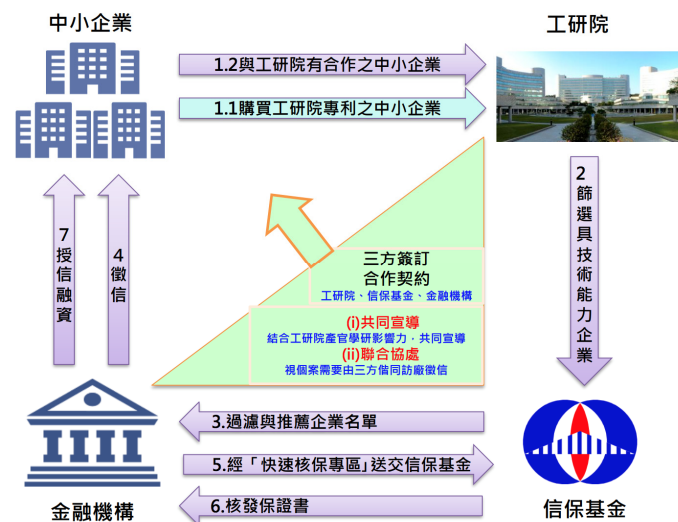 中小企業
工研院
1.2與工研院有合作之中小企業
1.1購買工研院專利之中小企業
7授信融資
4徵信
2篩選具技術能力企業
三方簽訂
合作契約
工研院、信保基金、金融機構
(i)共同宣導
結合工研院產官學研影響力，共同宣導
(ii)聯合協處
視個案需要由三方偕同訪廠徵信
3.過濾與推薦企業名單
5.經「快速核保專區」送交信保基金
6.核發保證書
金融機構
信保基金